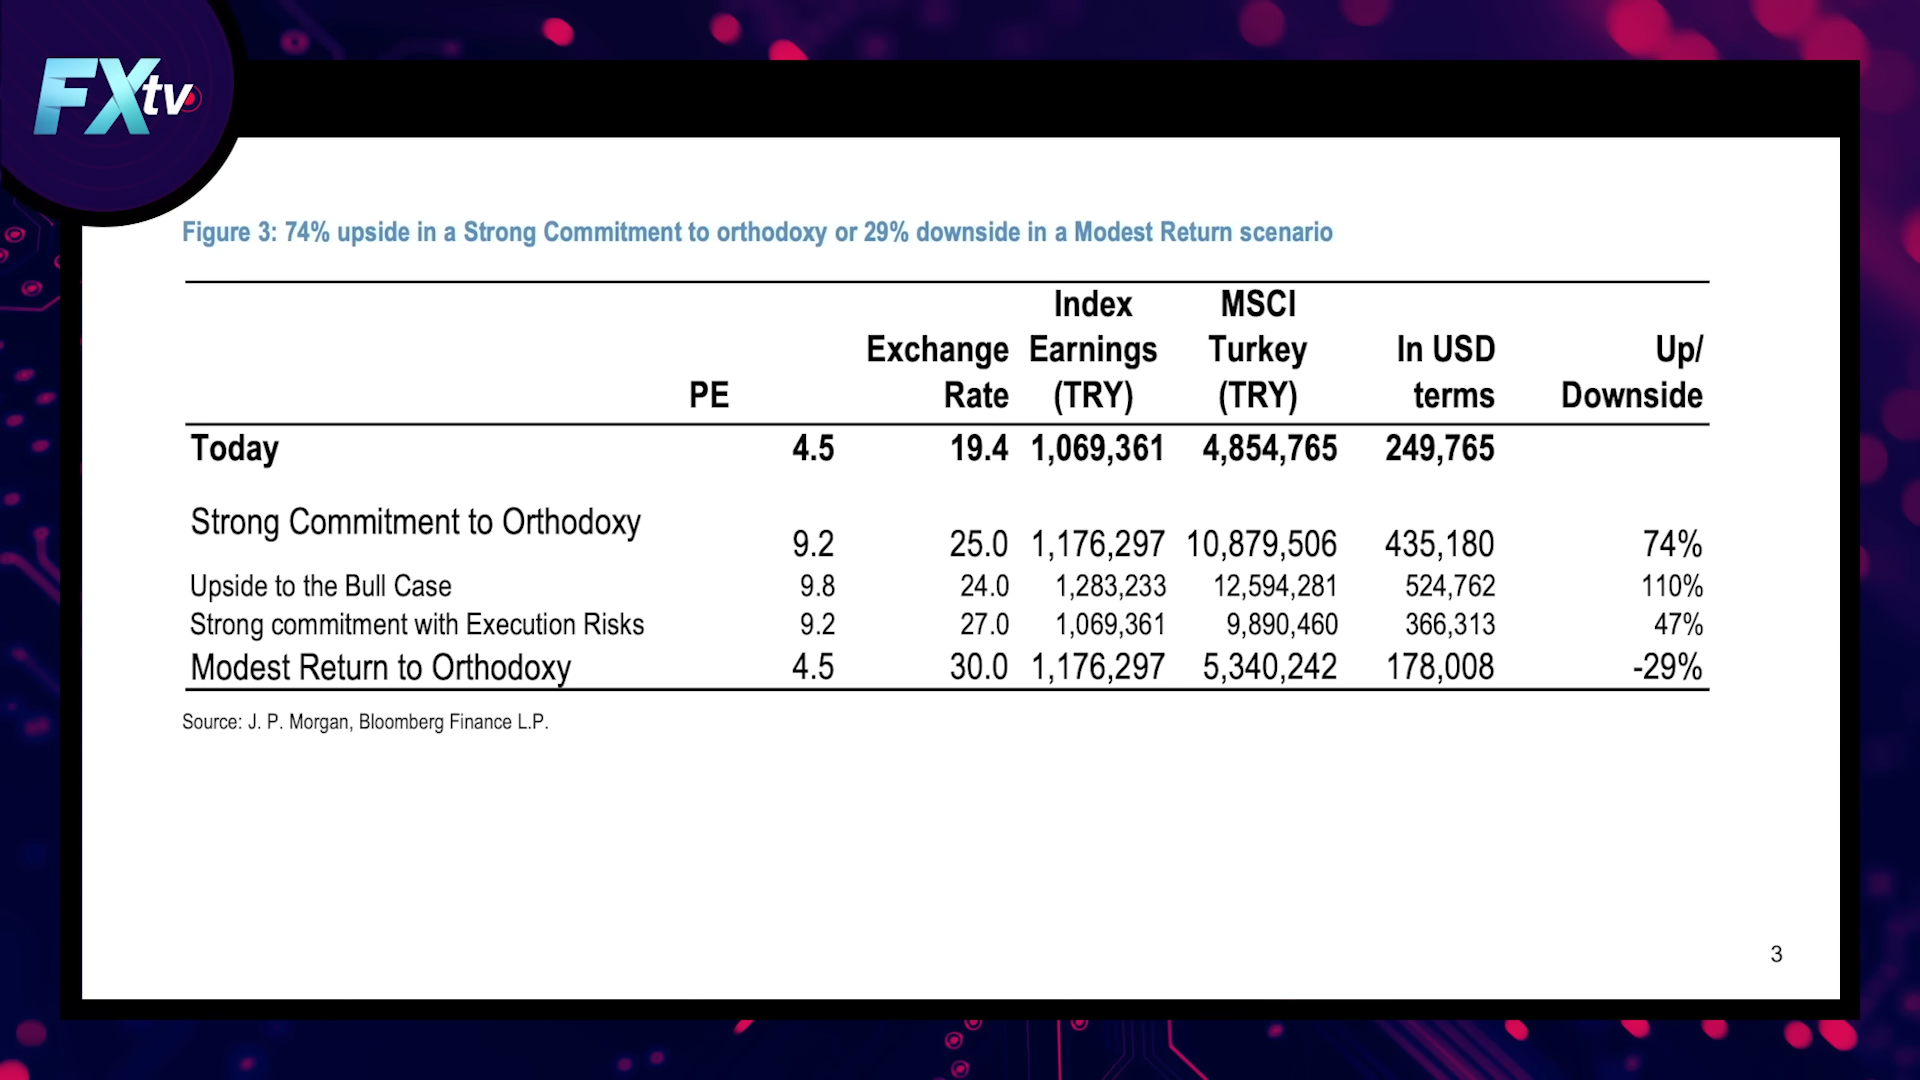 FXtv
Figure 3: 74% upside in a Strong Commitment to orthodoxy or 29% downside in a Modest Return scenario
Index MSCI
Exchange Earnings Turkey In USD Up/
PE Rate (TRY) (TRY) terms Downside
Today 4.5 19.4 1,069,361 4,854,765 249,765
Strong Commitment to Orthodoxy 9.2 25.0 1,176,297 10,879,506 435,180 74%
Upside to the Bull Case 9.8 24.0 1,283,233 12,594,281 524,762 110%
Strong commitment with Execution Risks 9.2 27.0 1,069,361 9,890,460 366,313 47%
Modest Return to Orthodoxy 4.5 30.0 1,176,297 5,340,242 178,008 -29%
Source: J. P. Morgan, Bloomberg Finance L.P.
3